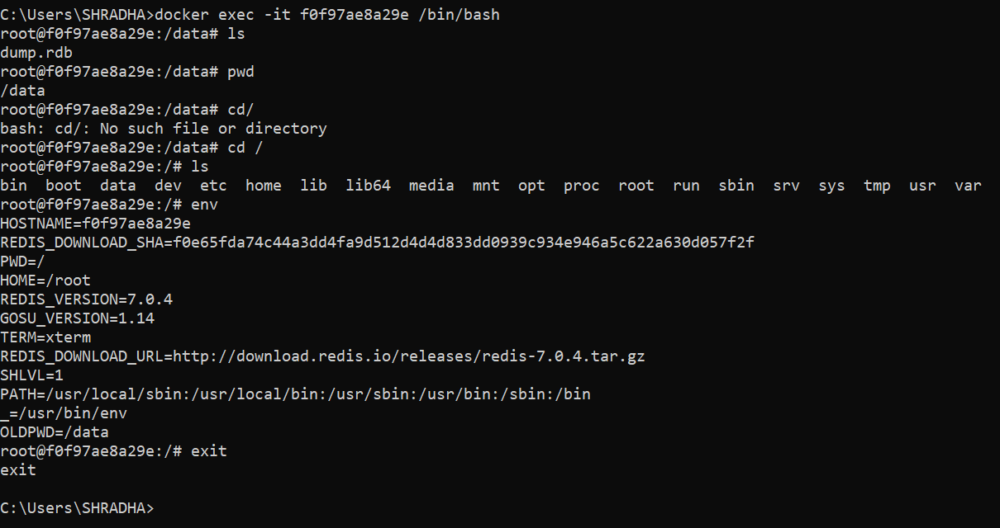 C:\Users\SHRADHA>docker exec -it f0f97ae8a29e /bin/bash
root@f0f97ae8a29e:/data# ls
dump.rdb
root@f0f97ae8a29e:/data# pwd
/data
root@f0f97ae8a29e:/data# cd/
bash: cd/: No such file or directory
root@f0f97ae8a29e:/data# cd /
root@f0f97ae8a29e:/# ls
bin  boot  data  dev  etc  home  lib  lib64  media  mnt  opt  proc  root  run  sbin  srv  sys  tmp  usr  var
root@f0f97ae8a29e:/# env
HOSTNAME=f0f97ae8a29e
REDIS_DOWNLOAD_SHA=f0e65fda74c44a3dd4fa9d512d4d4d833dd0939c934e946a5c622a630d057f2f
PWD=/
HOME=/root
REDIS_VERSION=7.0.4
GOSU_VERSION=1.14
TERM=xterm
REDIS_DOWNLOAD_URL=http://download.redis.io/releases/redis-7.0.4.tar.gz
SHLVL=1
PATH=/usr/local/sbin:/usr/local/bin:/usr/sbin:/usr/bin:/sbin:/bin
_=/usr/bin/env
OLDPWD=/data
root@f0f97ae8a29e:/# exit
exit
C:\Users\SHRADHA>